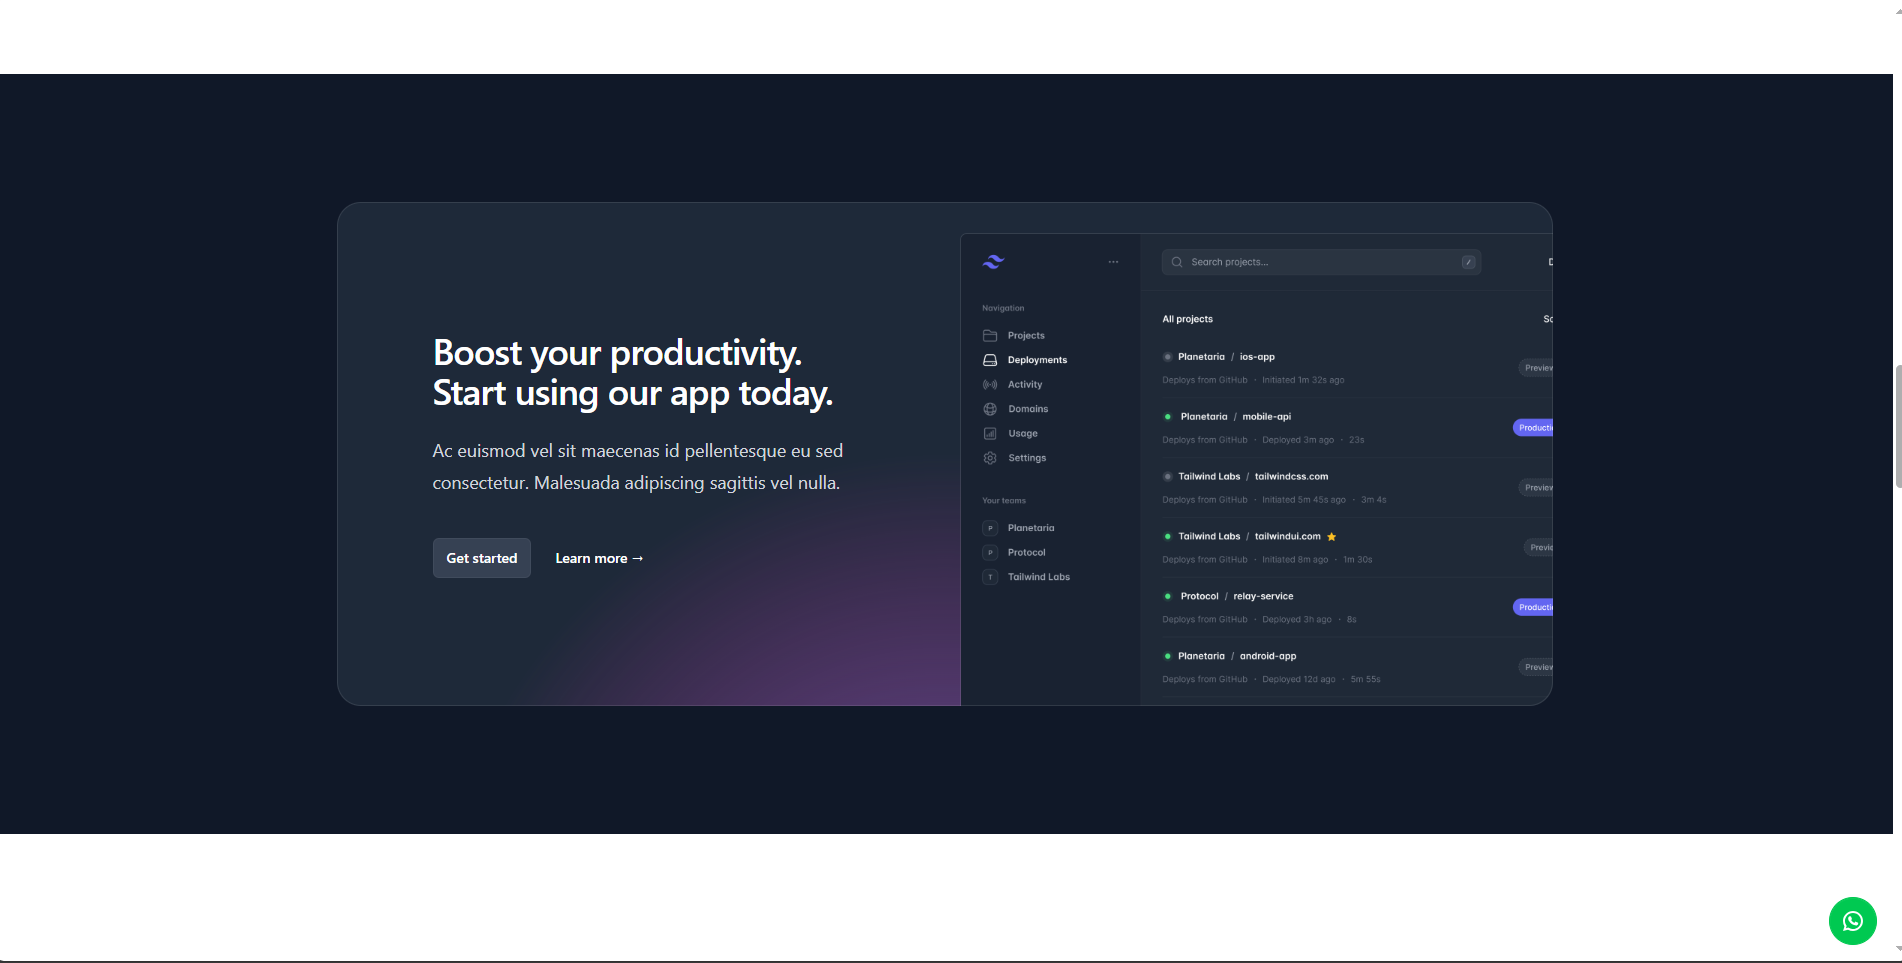 Boost your productivity.
Start using our app today.
Ac euismod vel sit maecenas id pellentesque eu sed
consectetur. Malesuada adipiscing sagittis vel nulla.
Get started
Learn more →
Navigation
Projects
Deployments
Activity
Domains
Usage
Settings
Your teams
P Planetaria
P Protocol
T Tailwind Labs
Search projects... /
All projects
Planetaria / ios-app
Deploys from GitHub · Initiated 1m 32s ago
Preview
Planetaria / mobile-api
Deploys from GitHub · Deployed 3m ago · 23s
Tailwind Labs / tailwindcss.com
Deploys from GitHub · Initiated 5m 45s ago · 3m 4s
Preview
Tailwind Labs / tailwindui.com
Deploys from GitHub · Initiated 8m ago · 1m 30s
Protocol / relay-service
Deploys from GitHub · Deployed 3h ago · 8s
Planetaria / android-app
Deploys from GitHub · Deployed 12d ago · 5m 55s
Preview